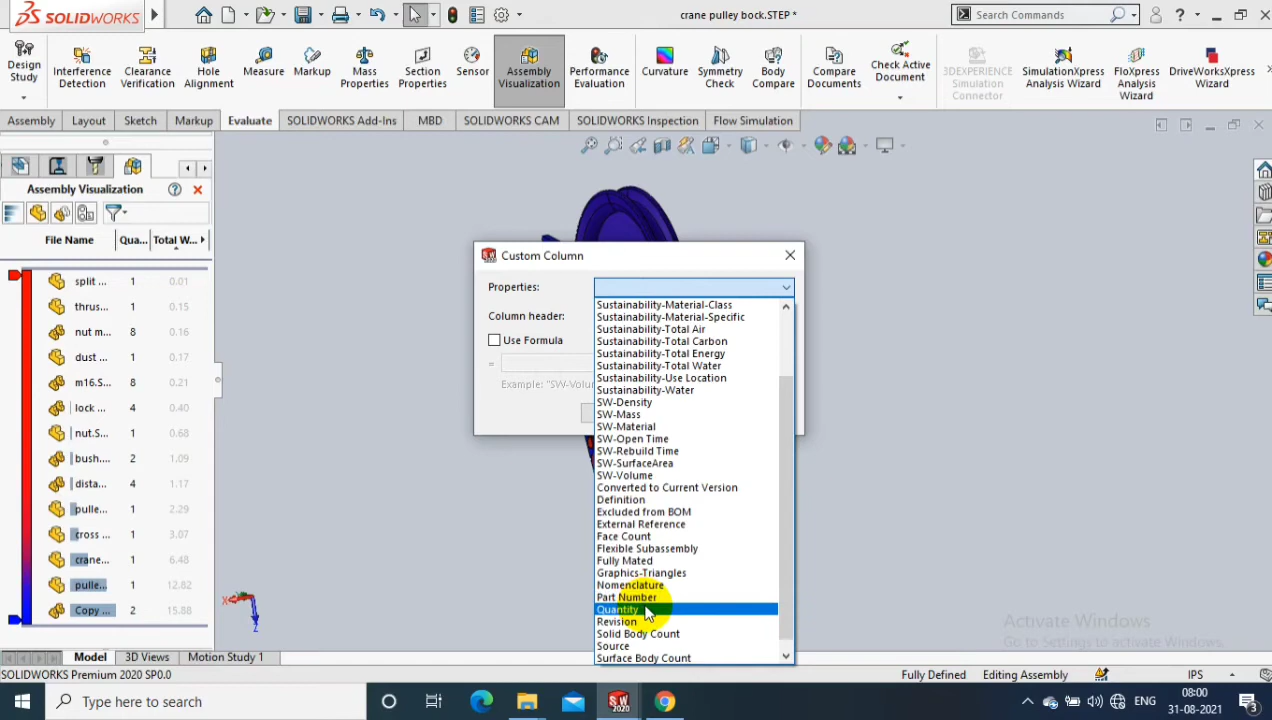 SOLIDWORKS
crane pulley bock.STEP *
Search Commands
?
Design Study
Interference Detection
Clearance Verification
Hole Alignment
Measure
Markup
Mass Properties
Section Properties
Sensor
Assembly Visualization
Performance Evaluation
Curvature
Symmetry Check
Body Compare
Compare Documents
Check Active Document
3DEXPERIENCE Simulation Connector
SimulationXpress Analysis Wizard
FloXpress Analysis Wizard
DriveWorksXpress Wizard
Assembly
Layout
Sketch
Markup
Evaluate
SOLIDWORKS Add-Ins
MBD
SOLIDWORKS CAM
SOLIDWORKS Inspection
Flow Simulation
Assembly Visualization
File Name Qua... Total W...
split ... 1 0.01
thrus... 1 0.15
nut m... 8 0.16
dust ... 1 0.17
m16.S... 8 0.21
lock ... 4 0.40
nut.S... 1 0.68
bush... 2 1.09
dista... 4 1.17
pulle... 1 2.29
cross ... 1 3.07
crane... 1 6.48
pulle... 1 12.82
Copy ... 2 15.88
Custom Column
Properties:
Column header:
Use Formula
=
Example: "SW-Volu
Sustainability-Material-Class
Sustainability-Material-Specific
Sustainability-Total Air
Sustainability-Total Carbon
Sustainability-Total Energy
Sustainability-Total Water
Sustainability-Use Location
Sustainability-Water
SW-Density
SW-Mass
SW-Material
SW-Open Time
SW-Rebuild Time
SW-SurfaceArea
SW-Volume
Converted to Current Version
Definition
Excluded from BOM
External Reference
Face Count
Flexible Subassembly
Fully Mated
Graphics-Triangles
Nomenclature
Part Number
Quantity
Revision
Solid Body Count
Source
Surface Body Count
X
Z
Activate Windows
Go to Settings to activate Windows.
Model
3D Views
Motion Study 1
SOLIDWORKS Premium 2020 SP0.0
Fully Defined
Editing Assembly
IPS
Type here to search
SW
2020
ENG
08:00
31-08-2021
3